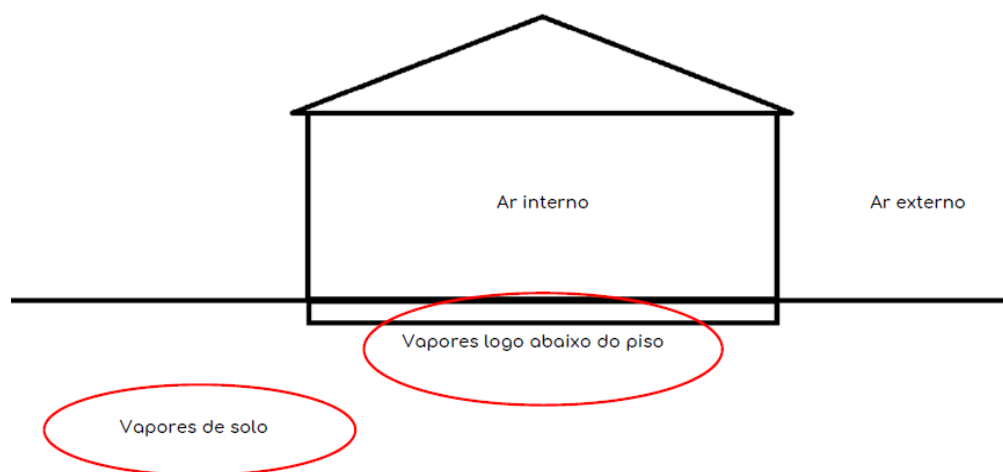 Ar interno
Ar externo
Vapores logo abaixo do piso
Vapores de solo